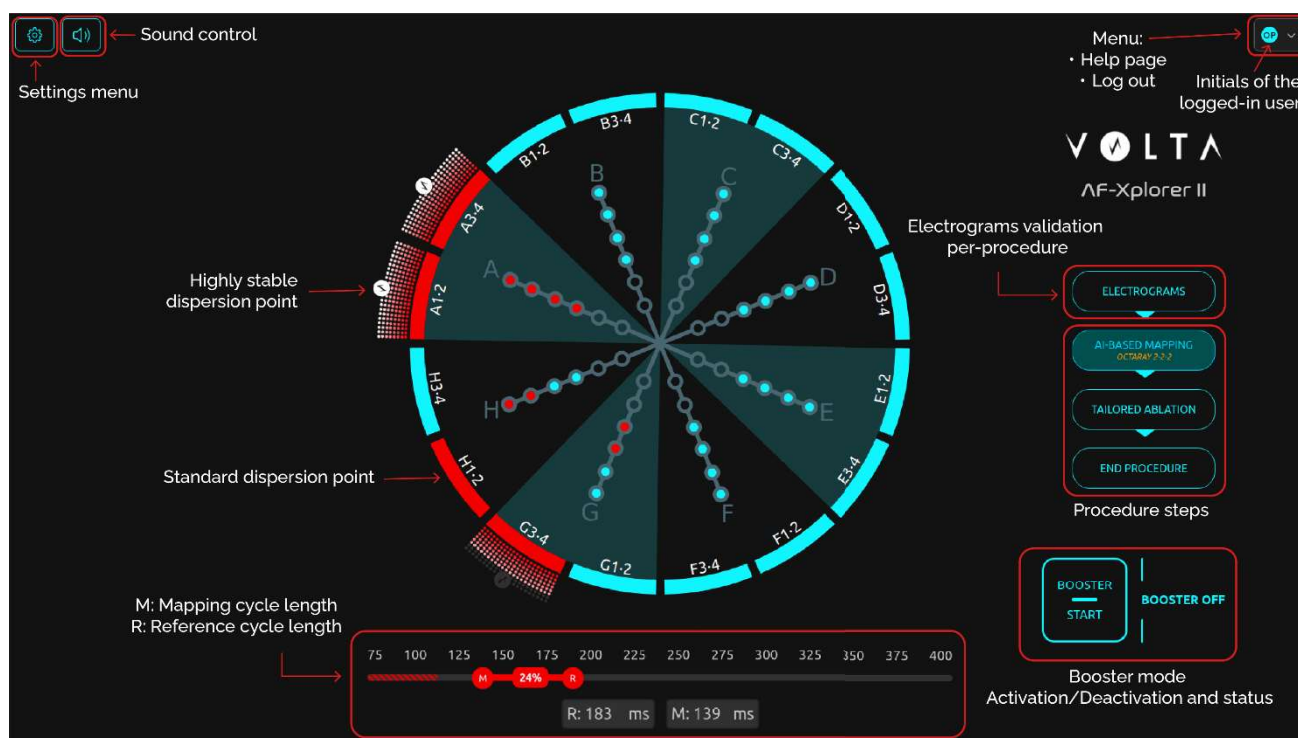 Sound control
Settings menu
Menu:
• Help page
• Log out
OP
Initials of the
logged-in user
VOLTA
AF-Xplorer II
B1·2
B3·4
C1·2
C3·4
D1·2
D3·4
E1·2
E3·4
F1·2
F3·4
G1·2
G3·4
H1·2
H3·4
A1·2
A3·4
A
B
C
D
E
F
G
H
Highly stable
dispersion point
Standard dispersion point
Electrograms validation
per-procedure
ELECTROGRAMS
AI-BASED MAPPING
OCTARAY 2-2-2
TAILORED ABLATION
END PROCEDURE
Procedure steps
M: Mapping cycle length
R: Reference cycle length
75 100 125 150 175 200 225 250 275 300 325 350 375 400
M 24% R
R: 183 ms M: 139 ms
BOOSTER
START
BOOSTER OFF
Booster mode
Activation/Deactivation and status